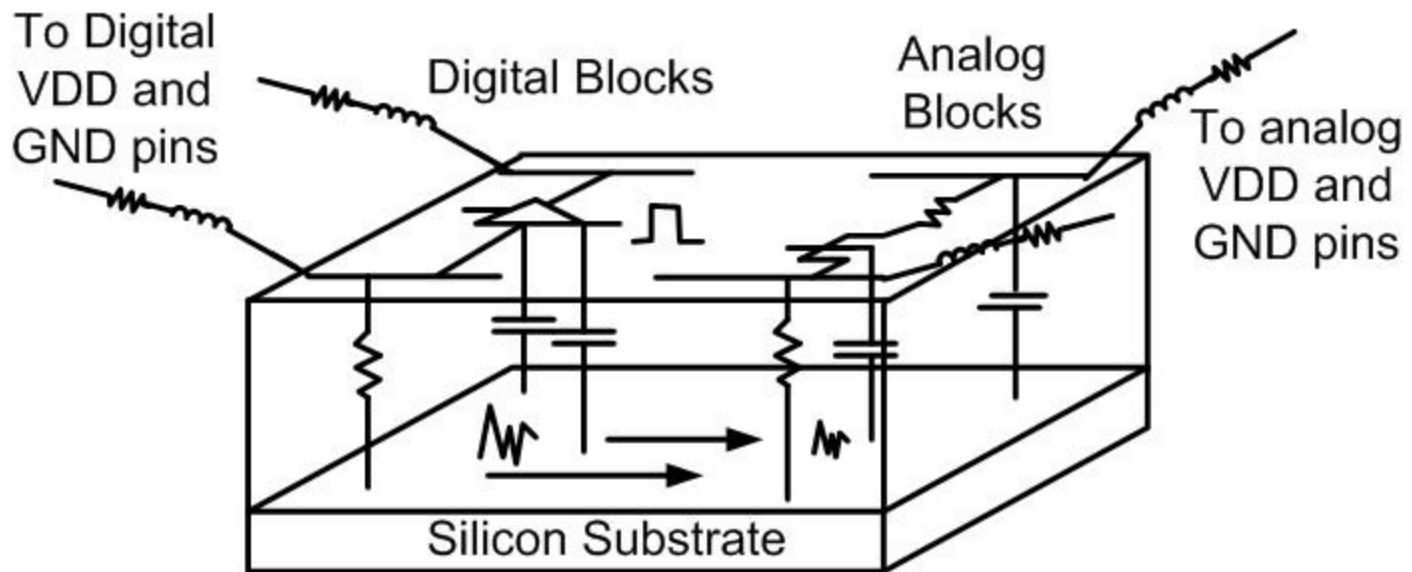 To Digital
VDD and
GND pins
Digital Blocks
Analog
Blocks
To analog
VDD and
GND pins
Silicon Substrate